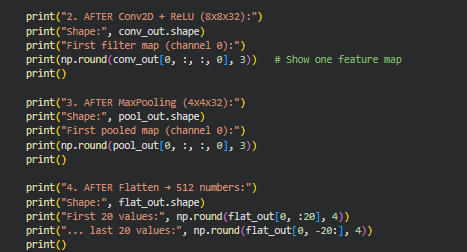 print("2. AFTER Conv2D + ReLU (8x8x32):")
print("Shape:", conv_out.shape)
print("First filter map (channel 0):")
print(np.round(conv_out[0, :, :, 0], 3))   # Show one feature map
print()
print("3. AFTER MaxPooling (4x4x32):")
print("Shape:", pool_out.shape)
print("First pooled map (channel 0):")
print(np.round(pool_out[0, :, :, 0], 3))
print()
print("4. AFTER Flatten → 512 numbers:")
print("Shape:", flat_out.shape)
print("First 20 values:", np.round(flat_out[0, :20], 4))
print("... last 20 values:", np.round(flat_out[0, -20:], 4))
print()